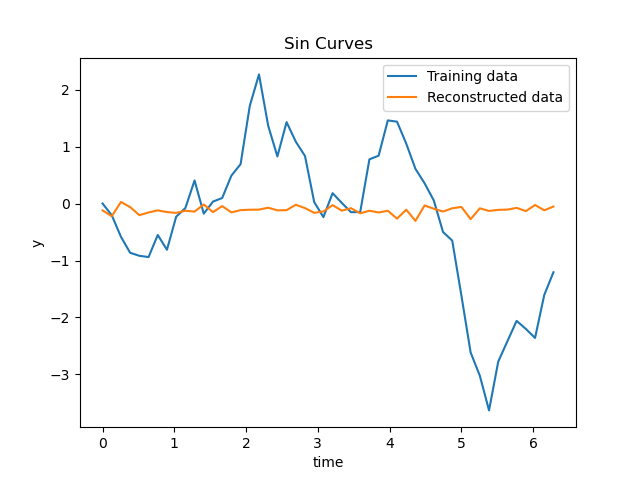 Sin Curves
Training data
Reconstructed data
2
1
0
−1
−2
−3
y
0 1 2 3 4 5 6
time